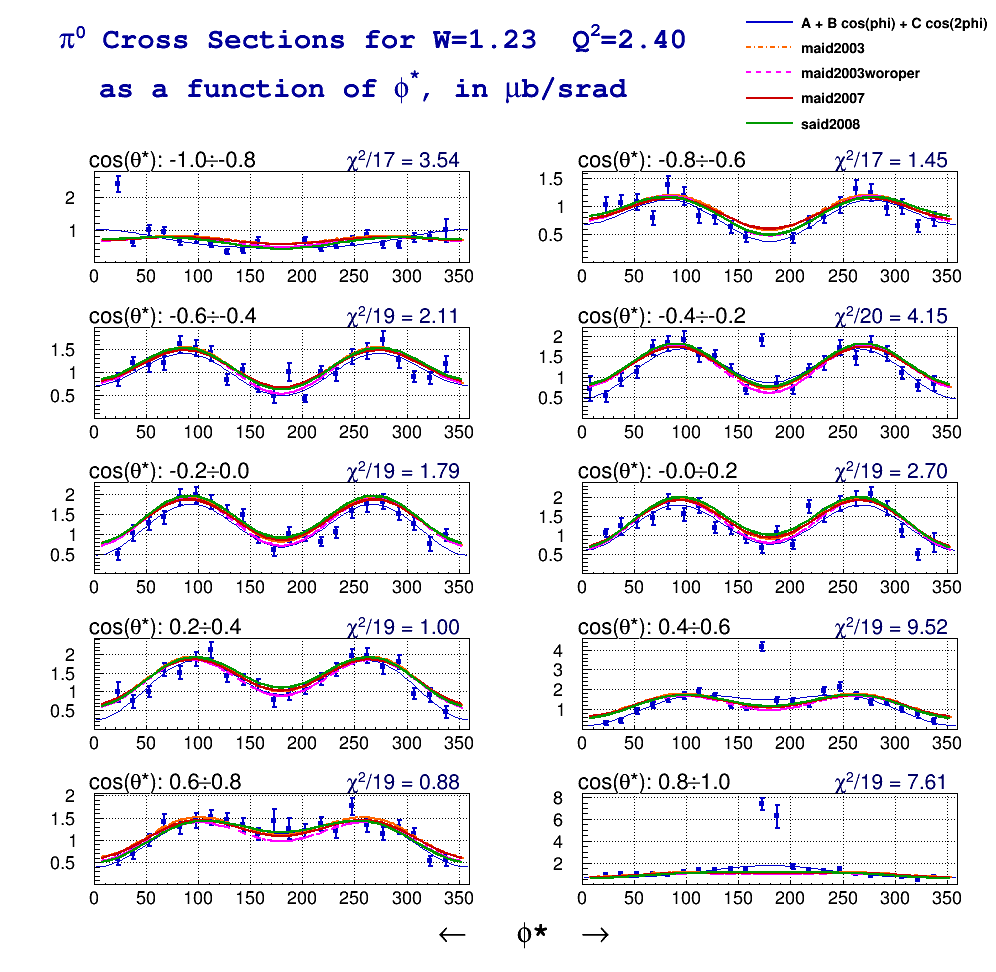 π⁰ Cross Sections for W=1.23 Q²=2.40
as a function of ϕ*, in μb/srad
A + B cos(phi) + C cos(2phi)
maid2003
maid2003woroper
maid2007
said2008
cos(θ*): -1.0÷-0.8 χ²/17 = 3.54
2
1
0 50 100 150 200 250 300 350
cos(θ*): -0.8÷-0.6 χ²/17 = 1.45
1.5
1
0.5
0 50 100 150 200 250 300 350
cos(θ*): -0.6÷-0.4 χ²/19 = 2.11
1.5
1
0.5
0 50 100 150 200 250 300 350
cos(θ*): -0.4÷-0.2 χ²/20 = 4.15
2
1.5
1
0.5
0 50 100 150 200 250 300 350
cos(θ*): -0.2÷0.0 χ²/19 = 1.79
2
1.5
1
0.5
0 50 100 150 200 250 300 350
cos(θ*): -0.0÷0.2 χ²/19 = 2.70
2
1.5
1
0.5
0 50 100 150 200 250 300 350
cos(θ*): 0.2÷0.4 χ²/19 = 1.00
2
1.5
1
0.5
0 50 100 150 200 250 300 350
cos(θ*): 0.4÷0.6 χ²/19 = 9.52
4
3
2
1
0 50 100 150 200 250 300 350
cos(θ*): 0.6÷0.8 χ²/19 = 0.88
2
1.5
1
0.5
0 50 100 150 200 250 300 350
cos(θ*): 0.8÷1.0 χ²/19 = 7.61
8
6
4
2
0 50 100 150 200 250 300 350
← ϕ* →